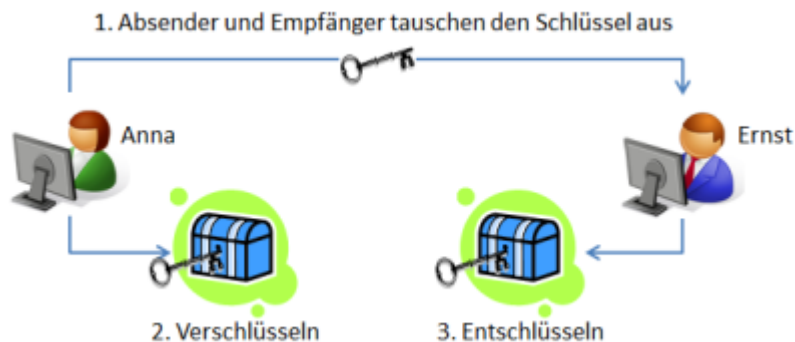 1. Absender und Empfänger tauschen den Schlüssel aus
Anna
Ernst
2. Verschlüsseln
3. Entschlüsseln